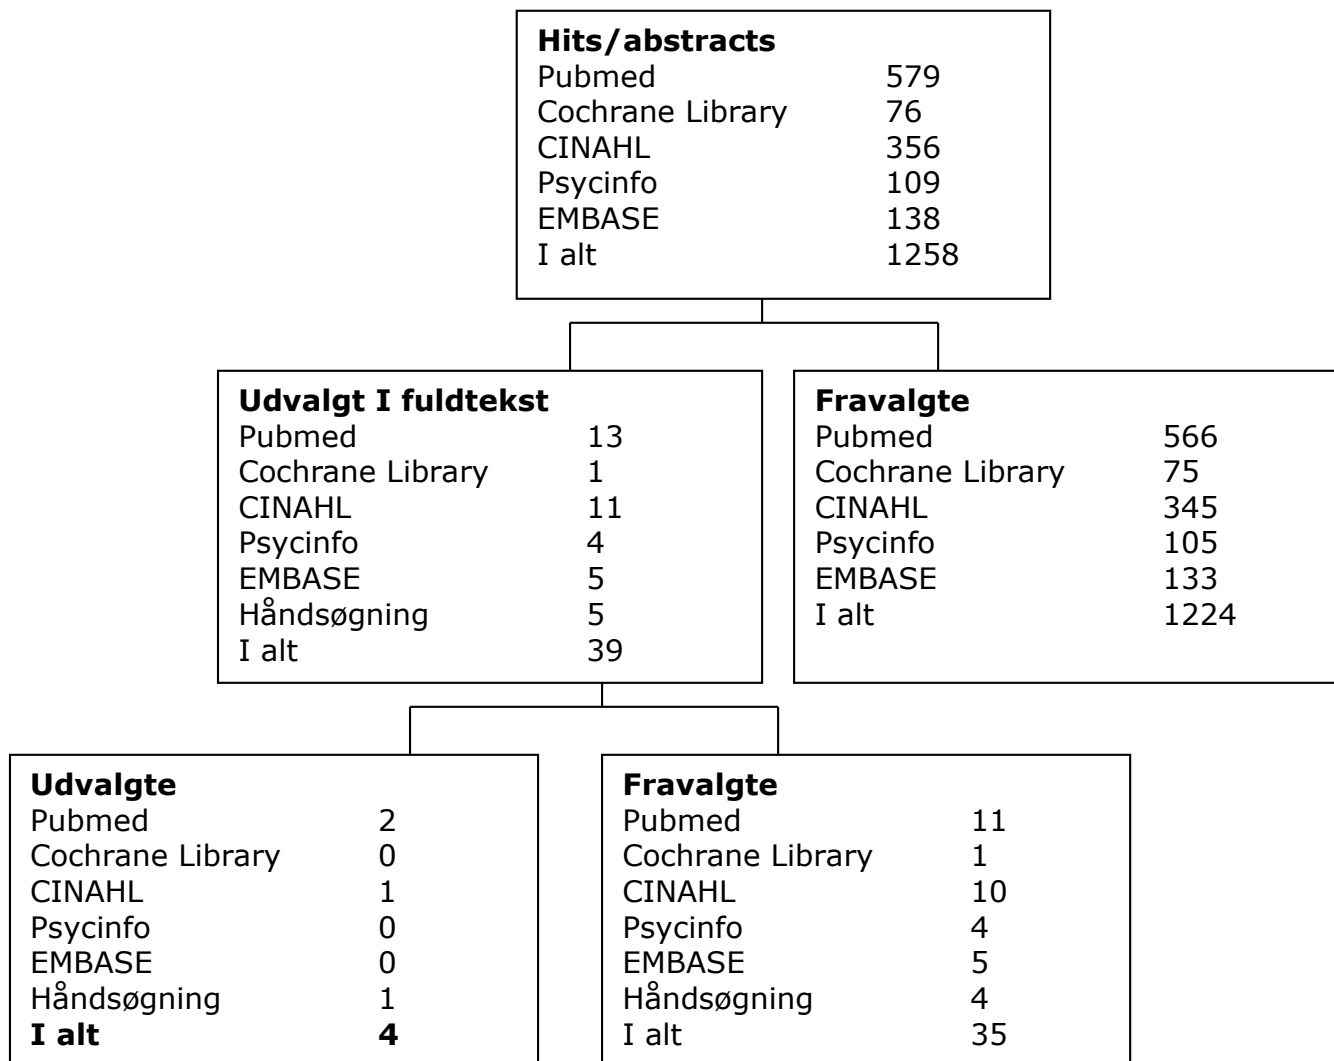 Hits/abstracts
Pubmed 579
Cochrane Library 76
CINAHL 356
Psycinfo 109
EMBASE 138
I alt 1258
Udvalgt I fuldtekst
Pubmed 13
Cochrane Library 1
CINAHL 11
Psycinfo 4
EMBASE 5
Håndsøgning 5
I alt 39
Fravalgte
Pubmed 566
Cochrane Library 75
CINAHL 345
Psycinfo 105
EMBASE 133
I alt 1224
Udvalgte
Pubmed 2
Cochrane Library 0
CINAHL 1
Psycinfo 0
EMBASE 0
Håndsøgning 1
I alt 4
Fravalgte
Pubmed 11
Cochrane Library 1
CINAHL 10
Psycinfo 4
EMBASE 5
Håndsøgning 4
I alt 35